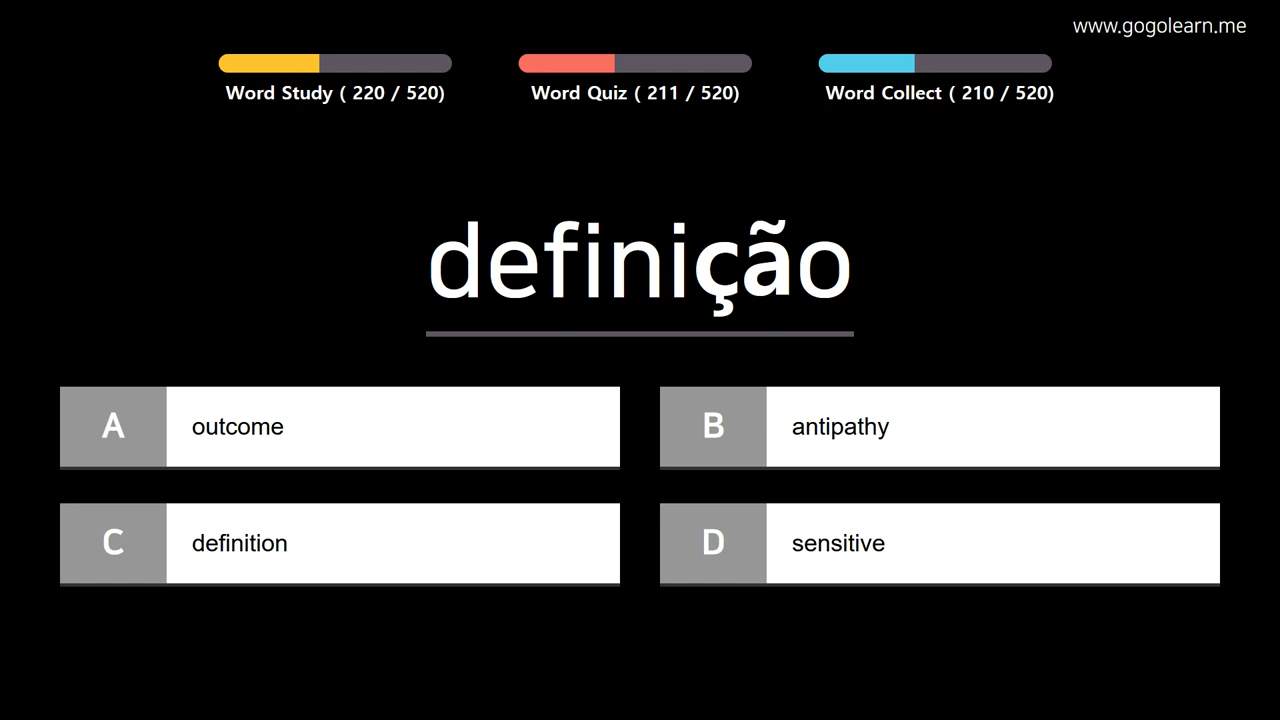 www.gogolearn.me
Word Study ( 220 / 520)
Word Quiz ( 211 / 520)
Word Collect ( 210 / 520)
definição
A outcome
B antipathy
C definition
D sensitive